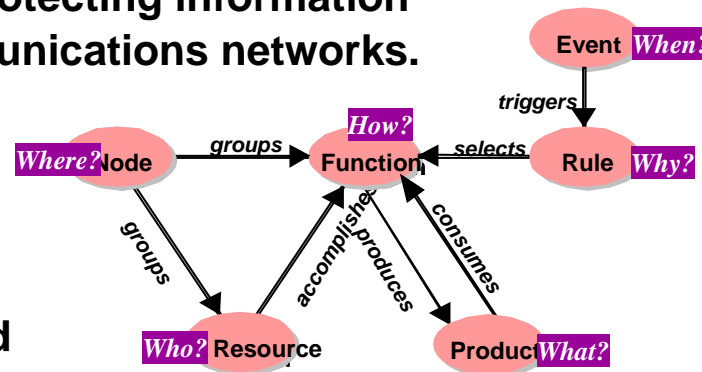 otecting information
unications networks.
Event When?
triggers
How?
Where? Node groups Function selects Rule Why?
groups
accomplishes
produces
consumes
d
Who? Resource
Product What?